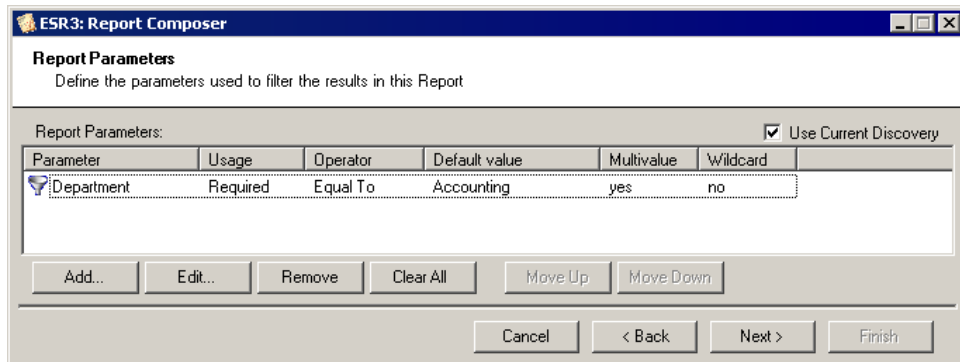 ESR3: Report Composer
Report Parameters
Define the parameters used to filter the results in this Report
Report Parameters: Use Current Discovery
Parameter Usage Operator Default value Multivalue Wildcard
Department Required Equal To Accounting yes no
Add... Edit... Remove Clear All Move Up Move Down
Cancel < Back Next > Finish